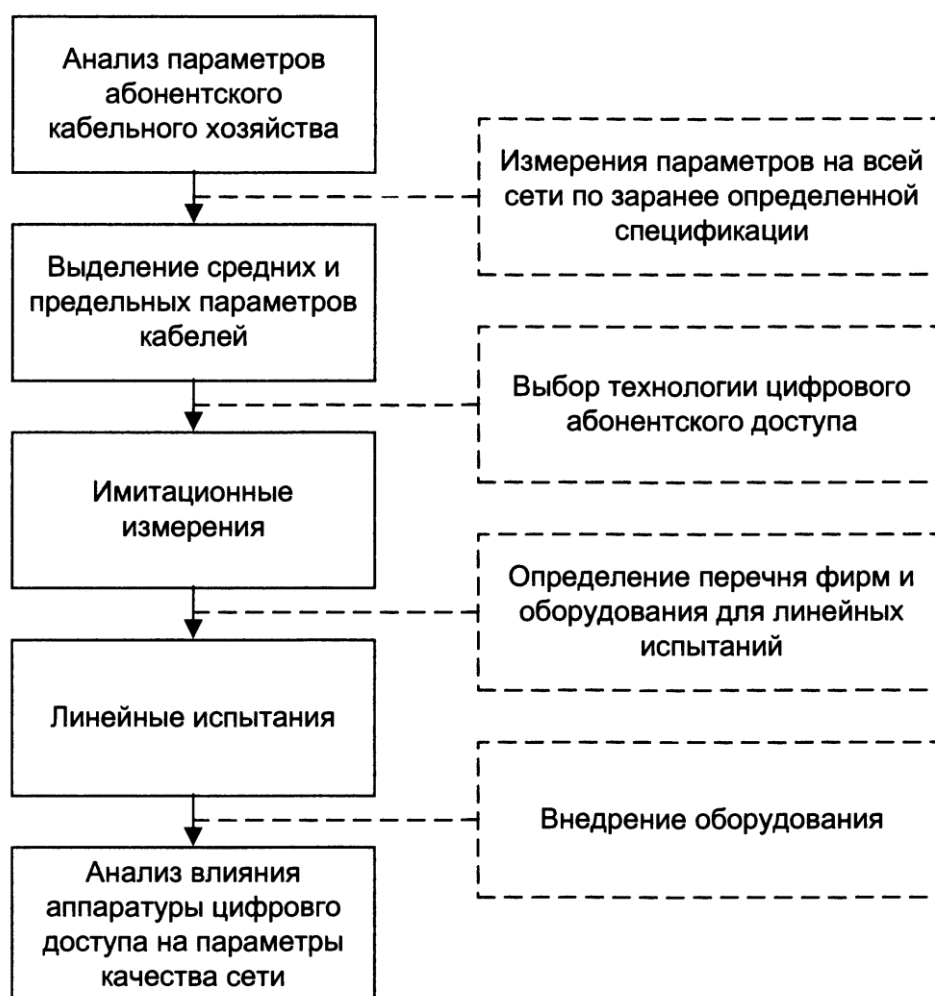 Анализ параметров
абонентского
кабельного хозяйства
Измерения параметров на всей
сети по заранее определенной
спецификации
Выделение средних и
предельных параметров
кабелей
Выбор технологии цифрового
абонентского доступа
Имитационные
измерения
Определение перечня фирм и
оборудования для линейных
испытаний
Линейные испытания
Внедрение оборудования
Анализ влияния
аппаратуры цифровго
доступа на параметры
качества сети